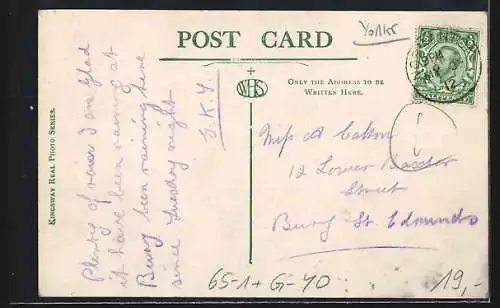 Yorks
POST CARD
WHS
ONLY THE ADDRESS TO BE
WRITTEN HERE.
KINGSWAY REAL PHOTO SERIES.
Plenty of rain & am glad
it have been raining at
Bury been raining here
since Tuesday night
E.K.Y.
Miss A Catton
12 Lower Baxter
Street
Bury St. Edmunds
65-1+G-40
19,-